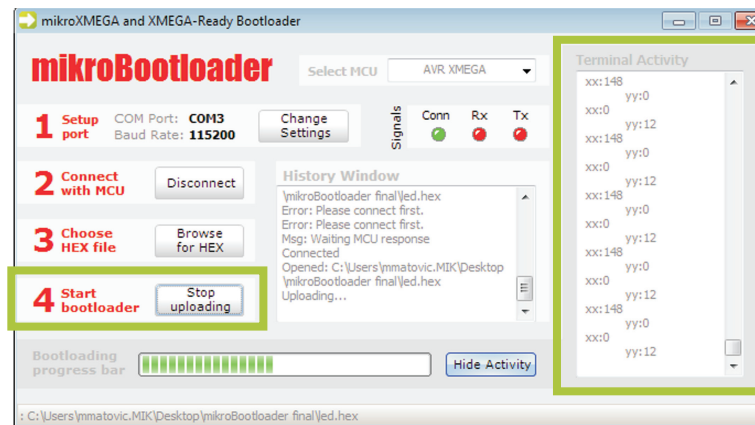 mikroXMEGA and XMEGA-Ready Bootloader
mikroBootloader
Select MCU
AVR XMEGA
1 Setup port
COM Port: COM3
Baud Rate: 115200
Change Settings
Signals
Conn Rx Tx
2 Connect with MCU
Disconnect
3 Choose HEX file
Browse for HEX
4 Start bootloader
Stop uploading
History Window
\mikroBootloader final\led.hex
Error: Please connect first.
Error: Please connect first.
Msg: Waiting MCU response
Connected
Opened: C:\Users\mmatovic.MIK\Desktop
\mikroBootloader final\led.hex
Uploading...
Bootloading progress bar
Hide Activity
Terminal Activity
xx:148
yy:0
xx:0
yy:12
xx:148
yy:0
xx:0
yy:12
xx:148
yy:0
xx:0
yy:12
xx:148
yy:0
xx:0
yy:12
xx:148
yy:0
xx:0
yy:12
: C:\Users\mmatovic.MIK\Desktop\mikroBootloader final\led.hex